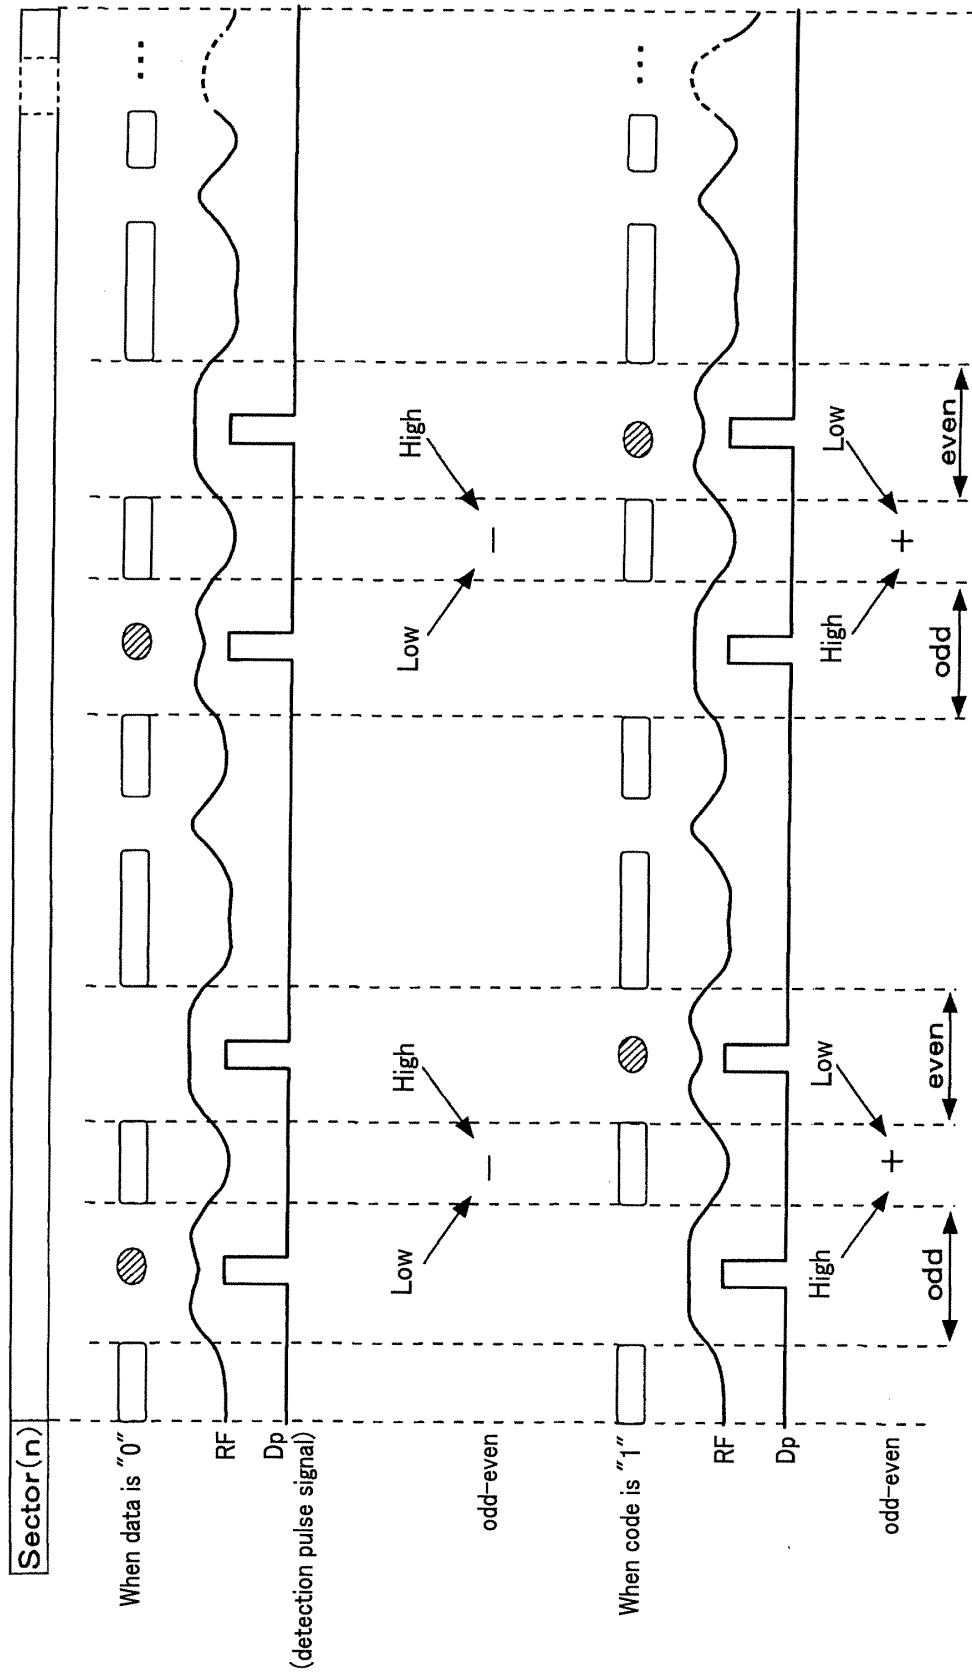 Sector(n)
When data is "0"
...
RF
Dp
(detection pulse signal)
Low
High
Low
High
odd-even
−
−
When code is "1"
...
RF
Dp
High
Low
High
Low
odd-even
+
+
odd
even
odd
even